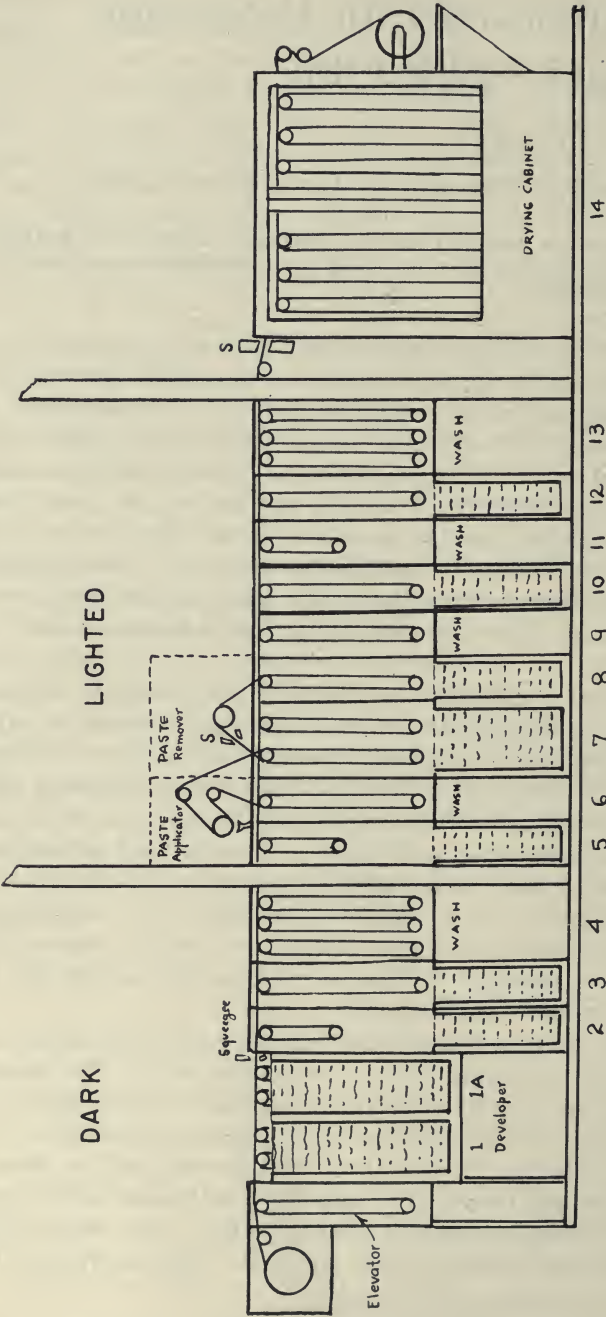 DARK
LIGHTED
Squeegee
PASTE
Applicator
PASTE
Remover
S
S
Elevator
1 1A
Developer
WASH
WASH
WASH
WASH
WASH
DRYING CABINET
2 3 4 5 6 7 8 9 10 11 12 13 14